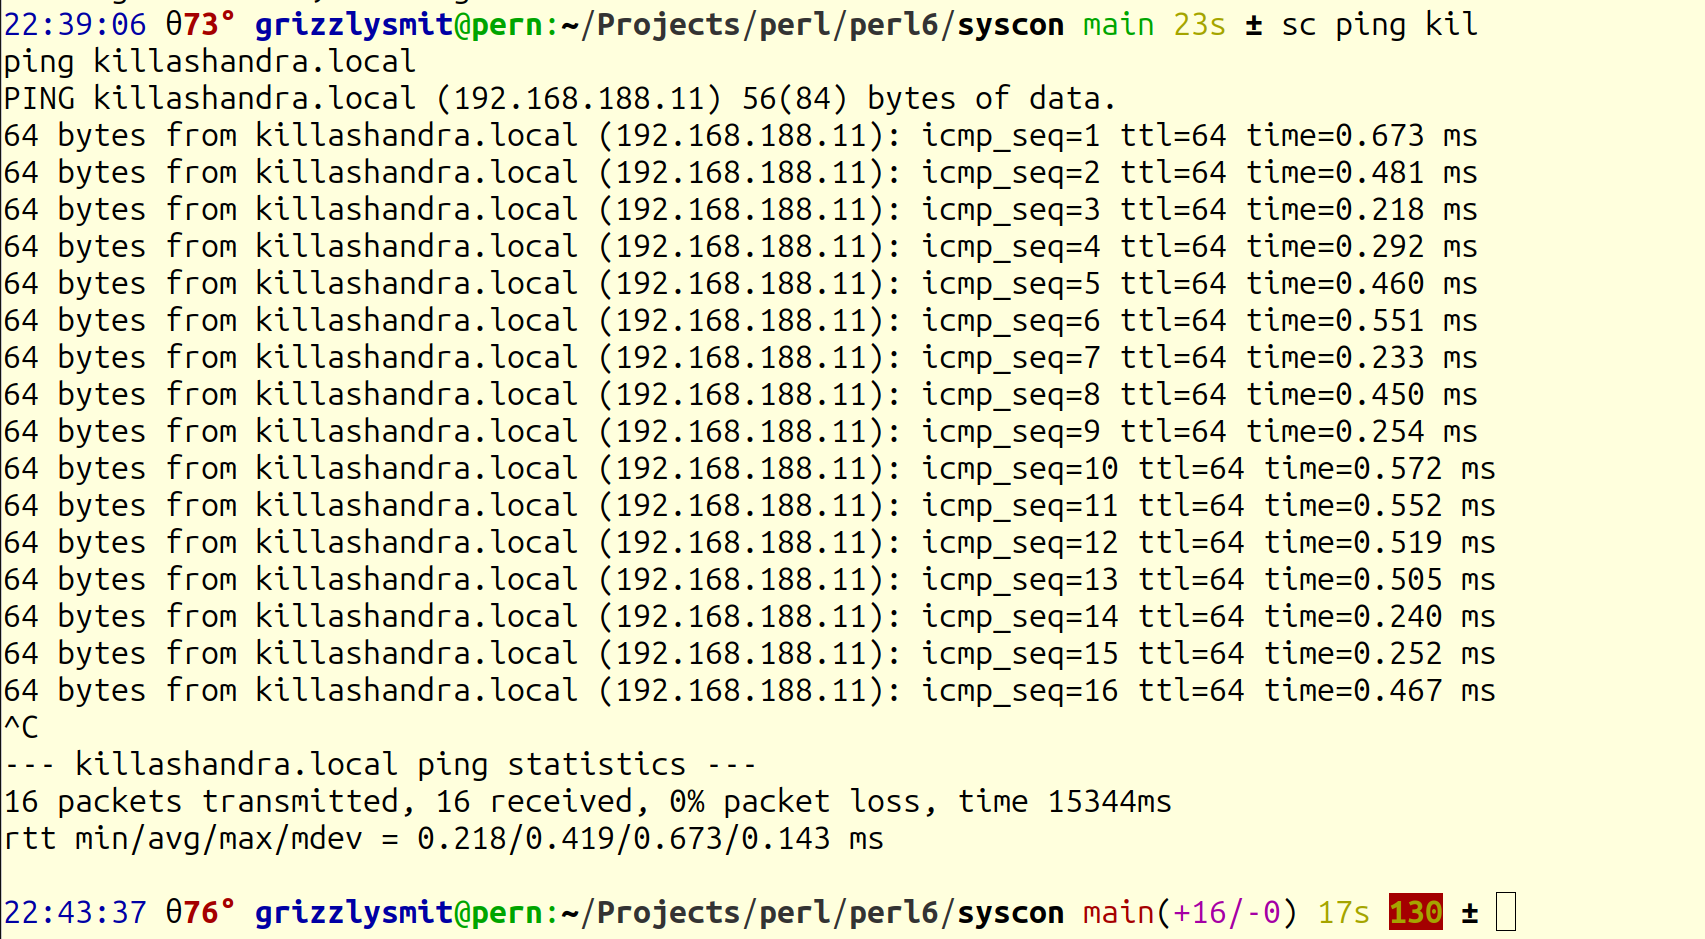 22:39:06 θ73° grizzlysmit@pern:~/Projects/perl/perl6/syscon main 23s ± sc ping kil
ping killashandra.local
PING killashandra.local (192.168.188.11) 56(84) bytes of data.
64 bytes from killashandra.local (192.168.188.11): icmp_seq=1 ttl=64 time=0.673 ms
64 bytes from killashandra.local (192.168.188.11): icmp_seq=2 ttl=64 time=0.481 ms
64 bytes from killashandra.local (192.168.188.11): icmp_seq=3 ttl=64 time=0.218 ms
64 bytes from killashandra.local (192.168.188.11): icmp_seq=4 ttl=64 time=0.292 ms
64 bytes from killashandra.local (192.168.188.11): icmp_seq=5 ttl=64 time=0.460 ms
64 bytes from killashandra.local (192.168.188.11): icmp_seq=6 ttl=64 time=0.551 ms
64 bytes from killashandra.local (192.168.188.11): icmp_seq=7 ttl=64 time=0.233 ms
64 bytes from killashandra.local (192.168.188.11): icmp_seq=8 ttl=64 time=0.450 ms
64 bytes from killashandra.local (192.168.188.11): icmp_seq=9 ttl=64 time=0.254 ms
64 bytes from killashandra.local (192.168.188.11): icmp_seq=10 ttl=64 time=0.572 ms
64 bytes from killashandra.local (192.168.188.11): icmp_seq=11 ttl=64 time=0.552 ms
64 bytes from killashandra.local (192.168.188.11): icmp_seq=12 ttl=64 time=0.519 ms
64 bytes from killashandra.local (192.168.188.11): icmp_seq=13 ttl=64 time=0.505 ms
64 bytes from killashandra.local (192.168.188.11): icmp_seq=14 ttl=64 time=0.240 ms
64 bytes from killashandra.local (192.168.188.11): icmp_seq=15 ttl=64 time=0.252 ms
64 bytes from killashandra.local (192.168.188.11): icmp_seq=16 ttl=64 time=0.467 ms
^C
--- killashandra.local ping statistics ---
16 packets transmitted, 16 received, 0% packet loss, time 15344ms
rtt min/avg/max/mdev = 0.218/0.419/0.673/0.143 ms
22:43:37 θ76° grizzlysmit@pern:~/Projects/perl/perl6/syscon main(+16/-0) 17s 130 ±